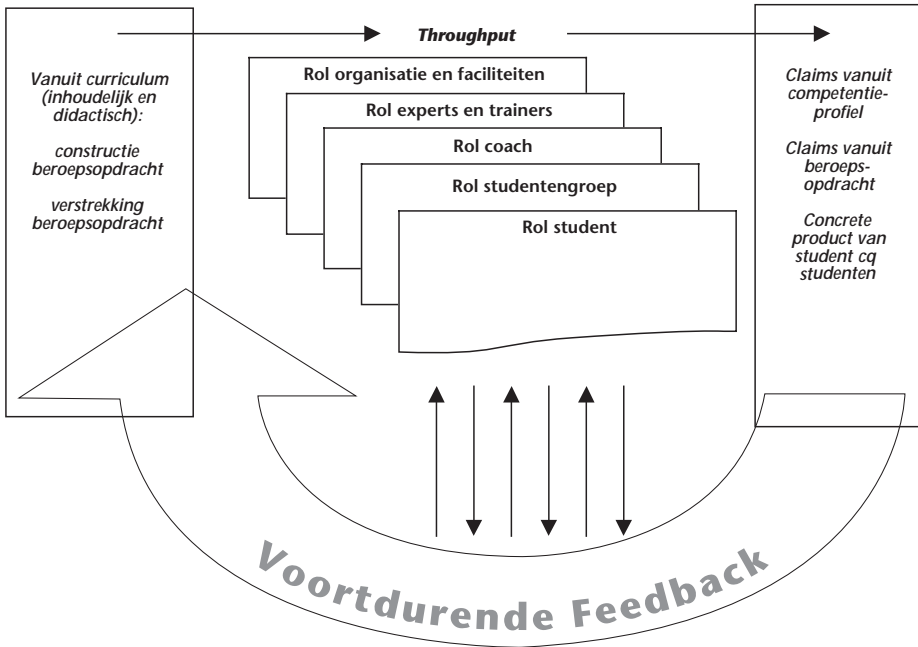 Vanuit curriculum
(inhoudelijk en
didactisch):
constructie
beroepsopdracht
verstrekking
beroepsopdracht
Throughput
Rol organisatie en faciliteiten
Rol experts en trainers
Rol coach
Rol studentengroep
Rol student
Claims vanuit
competentie-
profiel
Claims vanuit
beroeps-
opdracht
Concrete
product van
student cq
studenten
Voortdurende Feedback